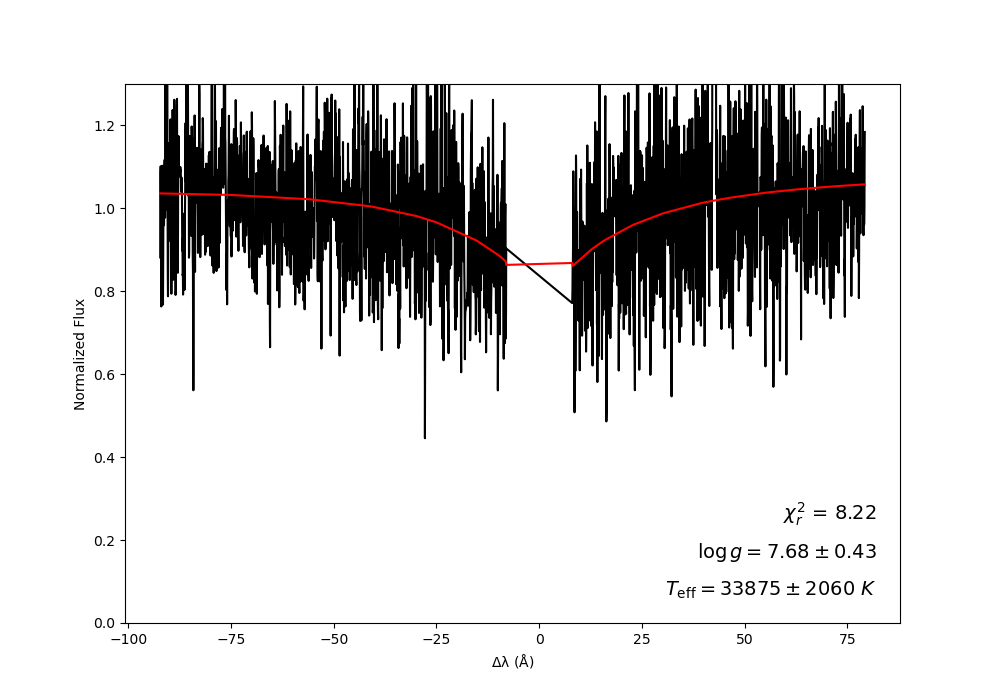 1.2
1.0
0.8
0.6
0.4
0.2
0.0
Normalized Flux
χ²ᵣ = 8.22
log g = 7.68 ± 0.43
T_eff = 33875 ± 2060 K
−100 −75 −50 −25 0 25 50 75
Δλ (Å)